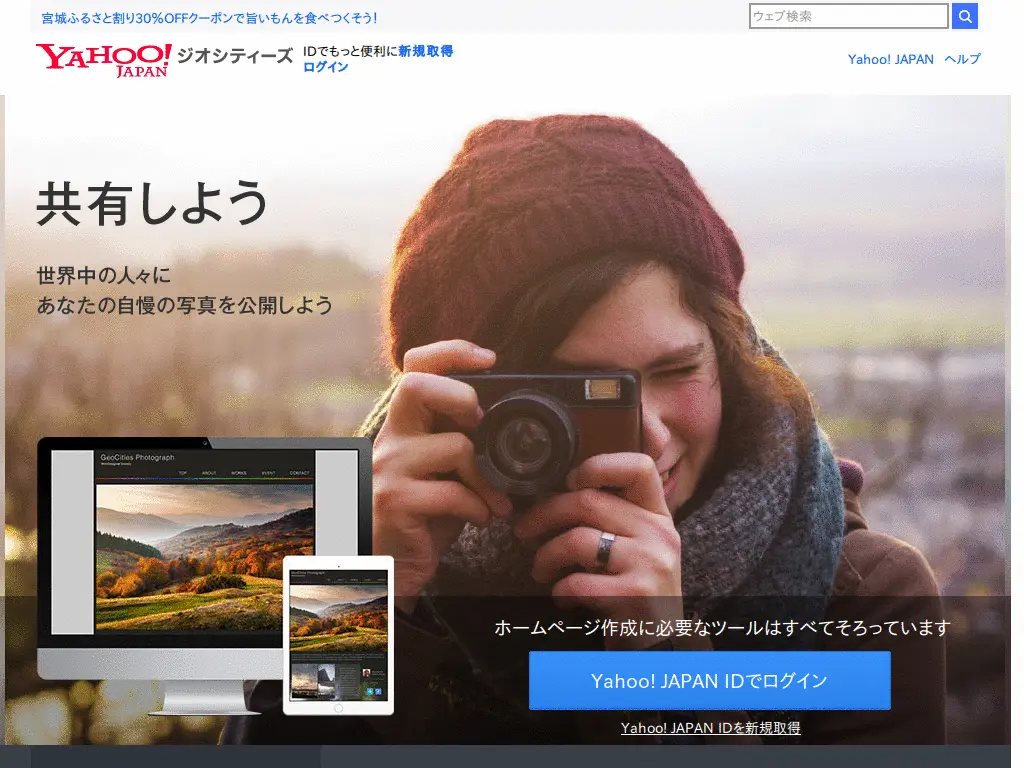 宮城ふるさと割り30%OFFクーポンで旨いもんを食べつくそう!
ウェブ検索
YAHOO!
JAPAN
ジオシティーズ
IDでもっと便利に新規取得
ログイン
Yahoo! JAPAN ヘルプ
共有しよう
世界中の人々に
あなたの自慢の写真を公開しよう
GeoCities Photograph
TOP ABOUT WORKS EVENT CONTACT
GeoCities Photograph
ホームページ作成に必要なツールはすべてそろっています
Yahoo! JAPAN IDでログイン
Yahoo! JAPAN IDを新規取得